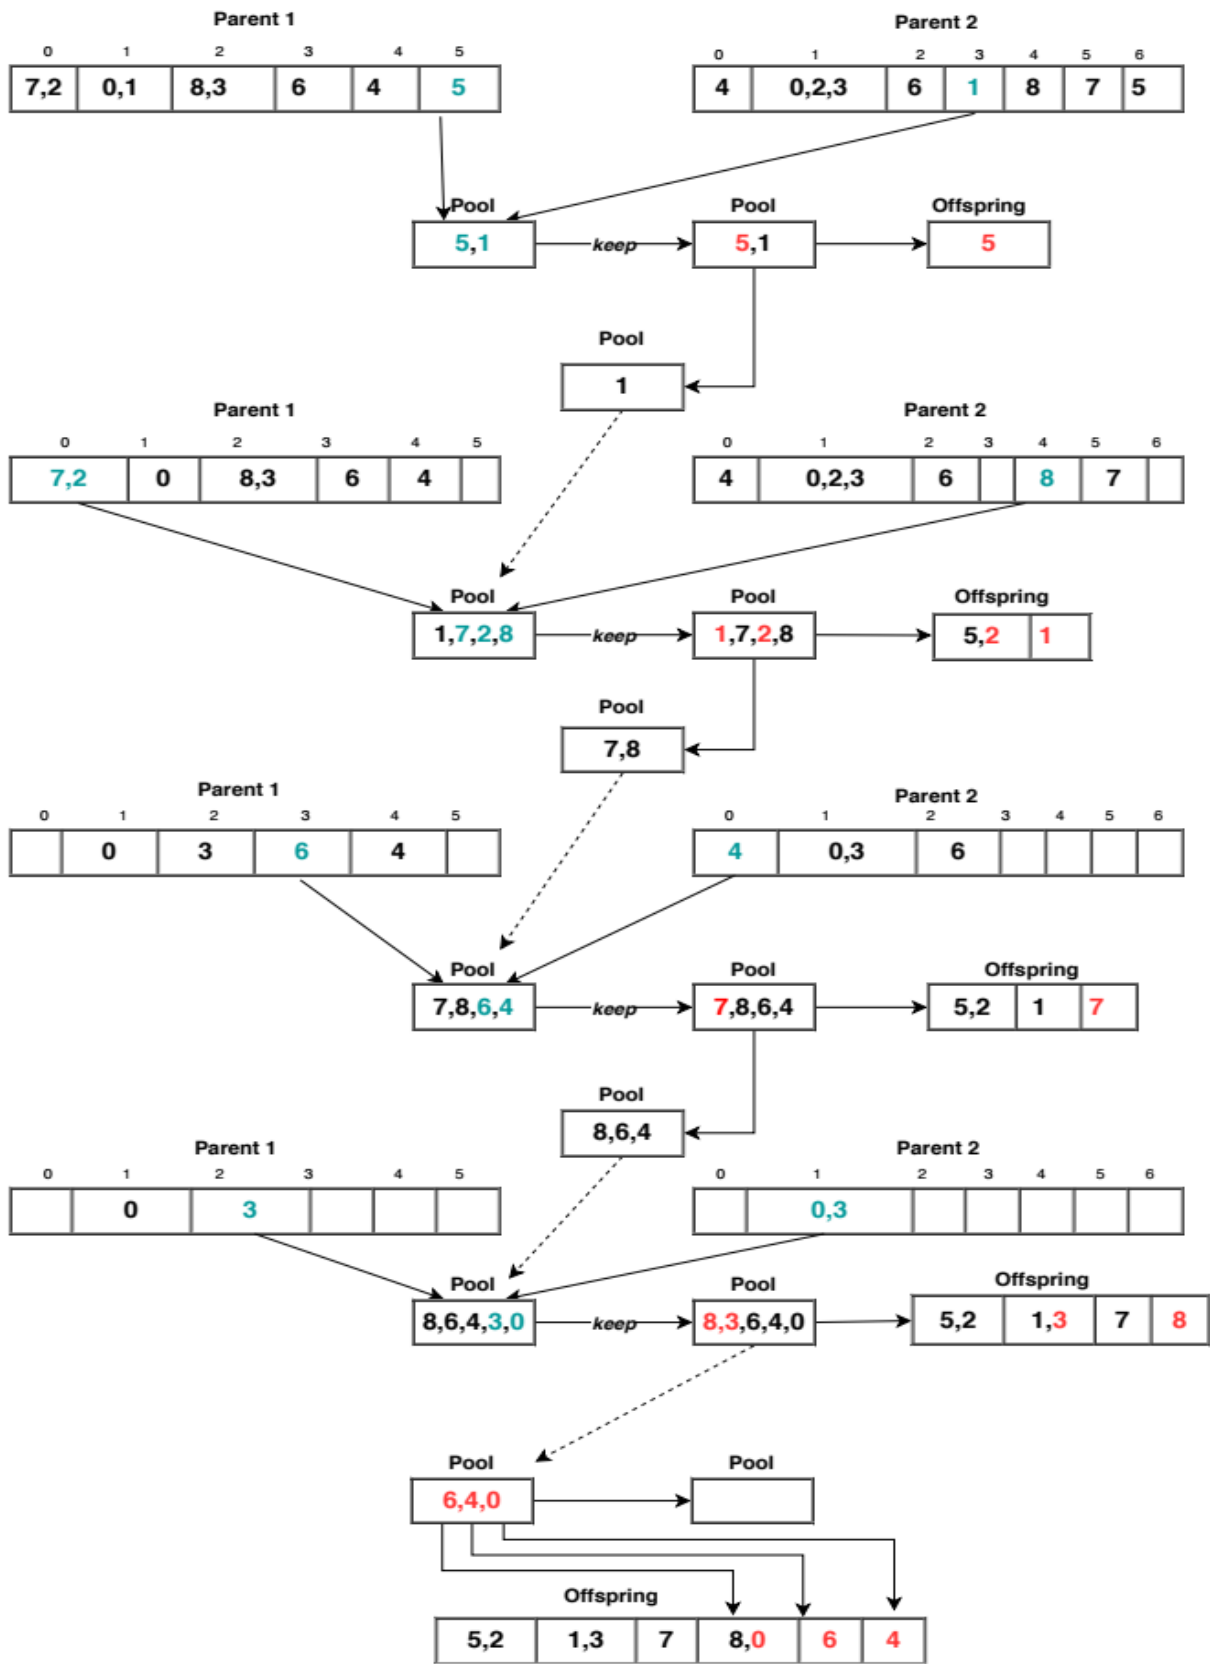 Parent 1
Parent 2
0 1 2 3 4 5
0 1 2 3 4 5 6
7,2 0,1 8,3 6 4 5
4 0,2,3 6 1 8 7 5
Pool Pool Offspring
5,1 keep 5,1 5
Pool
1
Parent 1 Parent 2
0 1 2 3 4 5
0 1 2 3 4 5 6
7,2 0 8,3 6 4
4 0,2,3 6 8 7
Pool Pool Offspring
1,7,2,8 keep 1,7,2,8 5,2 1
Pool
7,8
Parent 1
Parent 2
0 1 2 3 4 5
0 1 2 3 4 5 6
0 3 6 4
4 0,3 6
Pool Pool Offspring
7,8,6,4 keep 7,8,6,4 5,2 1 7
Pool
8,6,4
Parent 1 Parent 2
0 1 2 3 4 5
0 1 2 3 4 5 6
0 3
0,3
Pool Pool Offspring
8,6,4,3,0 keep 8,3,6,4,0 5,2 1,3 7 8
Pool Pool
6,4,0
Offspring
5,2 1,3 7 8,0 6 4